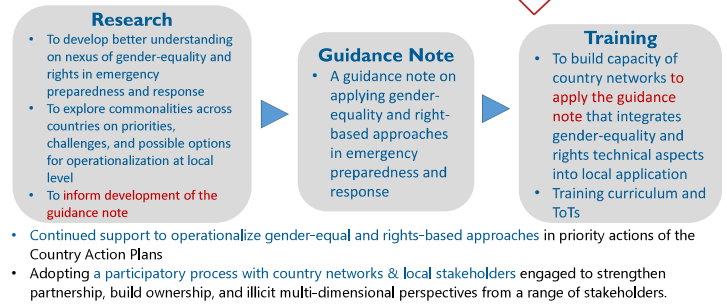 Research
• To develop better understanding
on nexus of gender-equality and
rights in emergency
preparedness and response
• To explore commonalities across
countries on priorities,
challenges, and possible options
for operationalization at local
level
• To inform development of the
guidance note
Guidance Note
• A guidance note on
applying gender-
equality and right-
based approaches
in emergency
preparedness and
response
Training
• To build capacity of
country networks to
apply the guidance
note that integrates
gender-equality and
rights technical aspects
into local application
• Training curriculum and
ToTs
• Continued support to operationalize gender-equal and rights-based approaches in priority actions of the
Country Action Plans
• Adopting a participatory process with country networks & local stakeholders engaged to strengthen
partnership, build ownership, and illicit multi-dimensional perspectives from a range of stakeholders.